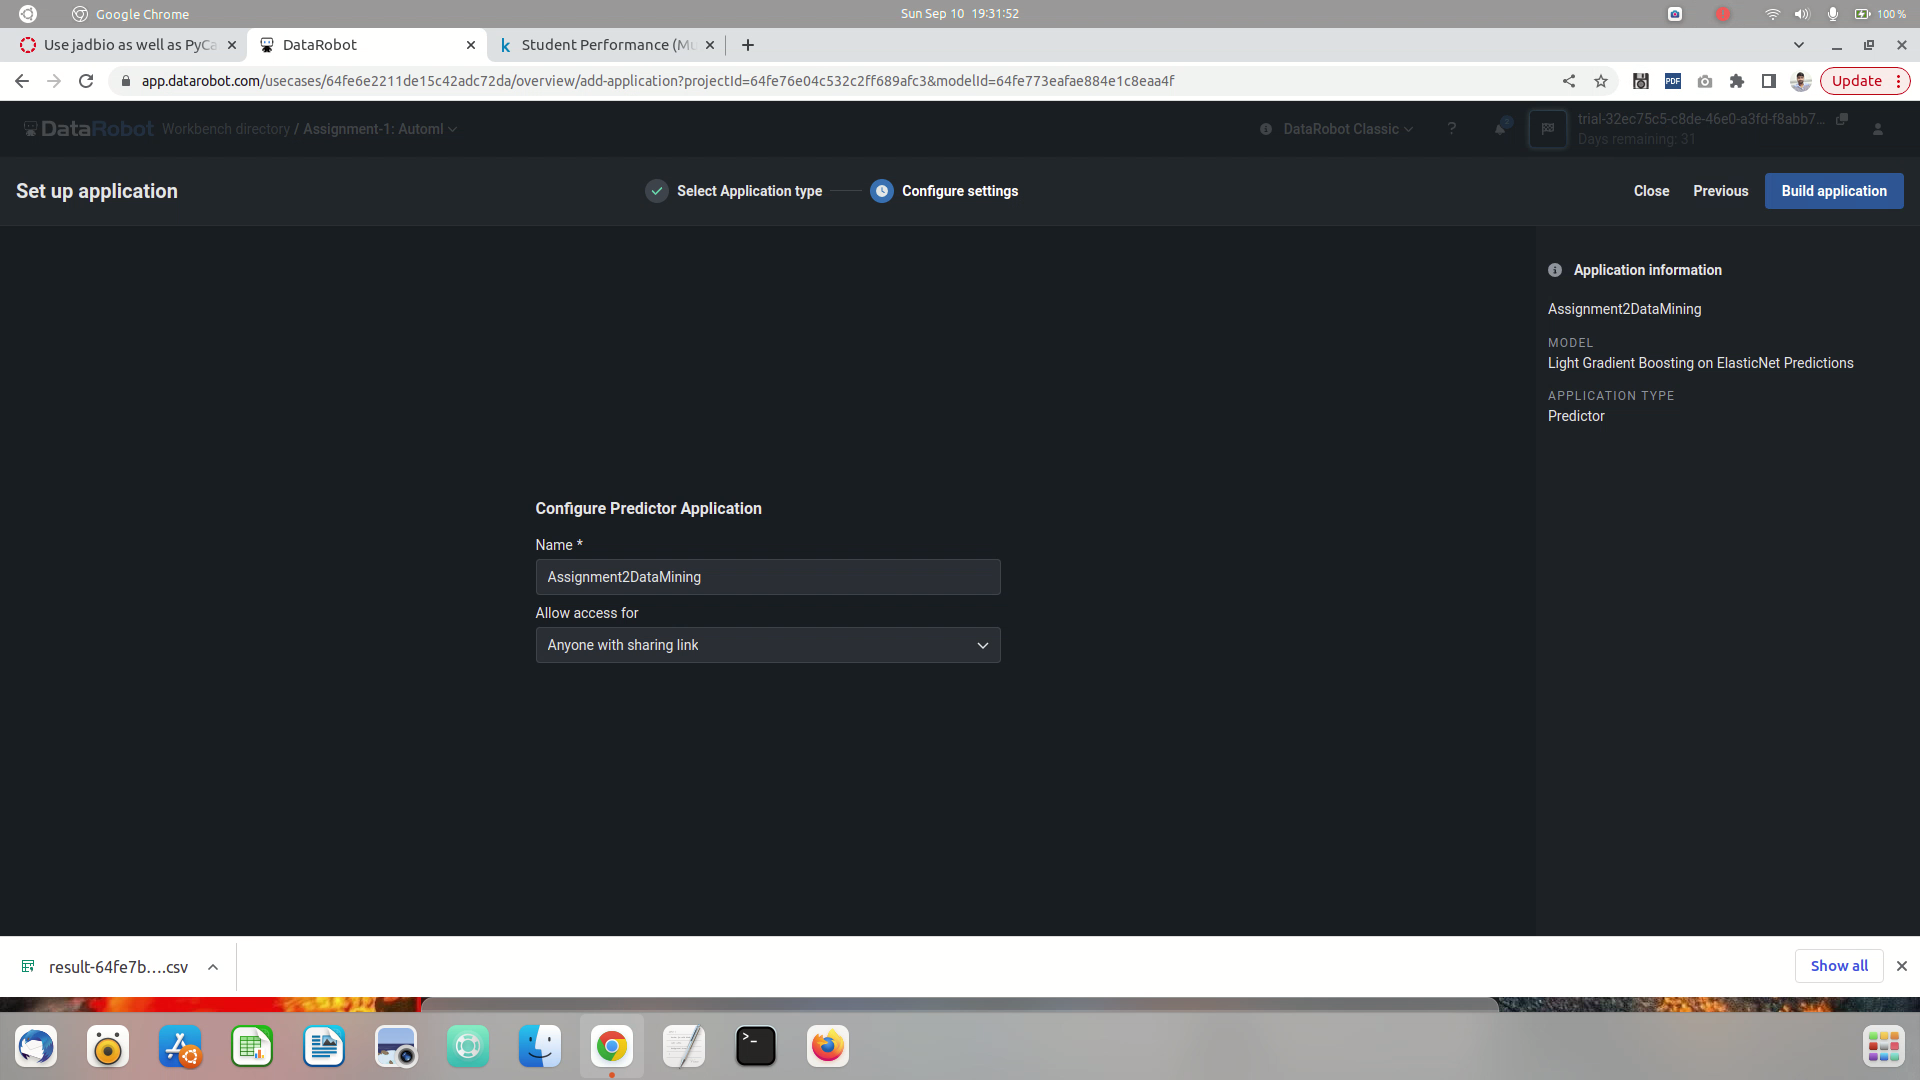 Google Chrome
Sun Sep 10 19:31:52
100 %
Use jadbio as well as PyCa
DataRobot
Student Performance (Mu
app.datarobot.com/usecases/64fe6e2211de15c42adc72da/overview/add-application?projectId=64fe76e04c532c2ff689afc3&modelId=64fe773eafae884e1c8eaa4f
PDF
Update
DataRobot
Workbench directory / Assignment-1: Automl
DataRobot Classic
?
trial-32ec75c5-c8de-46e0-a3fd-f8abb7...
Days remaining: 31
Set up application
Select Application type
Configure settings
Close
Previous
Build application
Application information
Assignment2DataMining
MODEL
Light Gradient Boosting on ElasticNet Predictions
APPLICATION TYPE
Predictor
Configure Predictor Application
Name *
Assignment2DataMining
Allow access for
Anyone with sharing link
result-64fe7b....csv
Show all